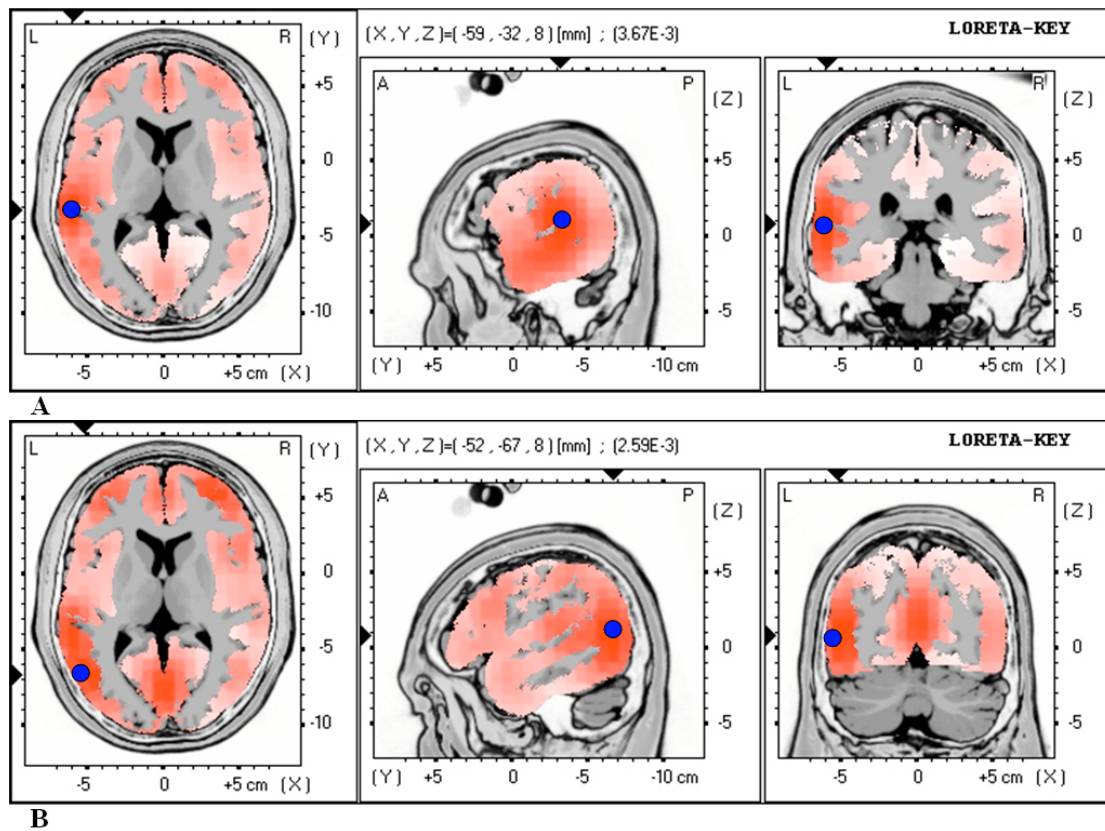 (X,Y,Z)=(-59,-32,8)[mm];(3.67E-3) LORETA-KEY
L R (Y)
+5
0
-5
-10
-5 0 +5 cm (X)
A P (Z)
+5
0
-5
(Y) +5 0 -5 -10 cm
L R (Z)
+5
0
-5
-5 0 +5 cm (X)
A
(X,Y,Z)=(-52,-67,8)[mm];(2.59E-3) LORETA-KEY
L R (Y)
+5
0
-5
-10
-5 0 +5 cm (X)
A P (Z)
+5
0
-5
(Y) +5 0 -5 -10 cm
L R (Z)
+5
0
-5
-5 0 +5 cm (X)
B